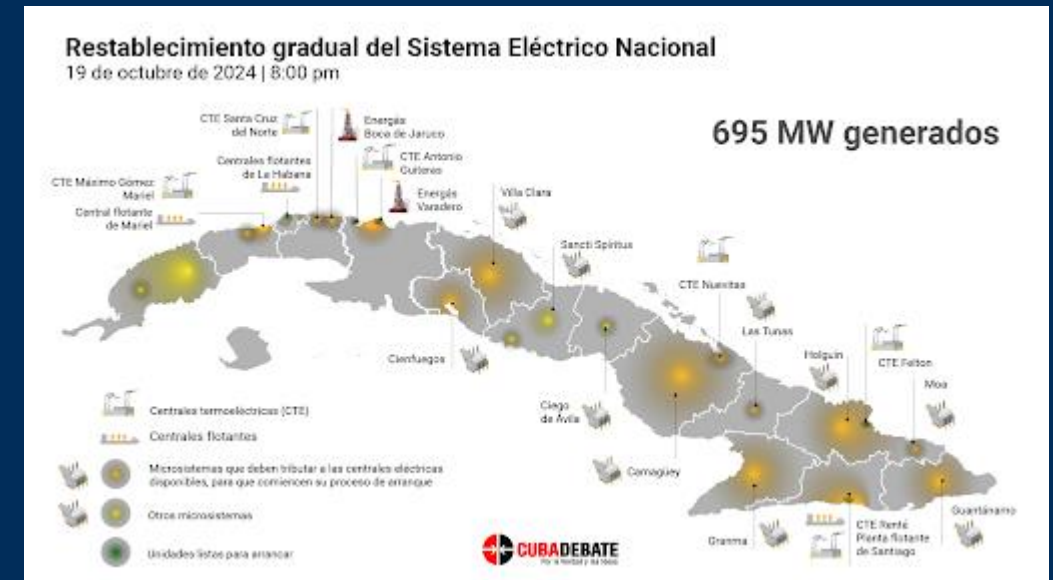 Restablecimiento gradual del Sistema Eléctrico Nacional
19 de octubre de 2024 | 8:00 pm
695 MW generados
CTE Santa Cruz
del Norte
Energás
Boca de Jaruco
Centrales flotantes
de La Habana
CTE Antonio
Guiteras
CTE Máximo Gómez
Mariel
Energás
Varadero
Villa Clara
Central flotante
de Mariel
Sancti Spíritus
CTE Nuevitas
Las Tunas
Holguín
CTE Felton
Moa
Cienfuegos
Ciego
de Ávila
Camagüey
Granma
CTE Renté
Planta flotante
de Santiago
Guantánamo
Centrales termoeléctricas (CTE)
Centrales flotantes
Microsistemas que deben tributar a las centrales eléctricas
disponibles, para que comiencen su proceso de arranque
Otros microsistemas
Unidades listas para arrancar
CUBADEBATE
Por la Verdad y las Ideas